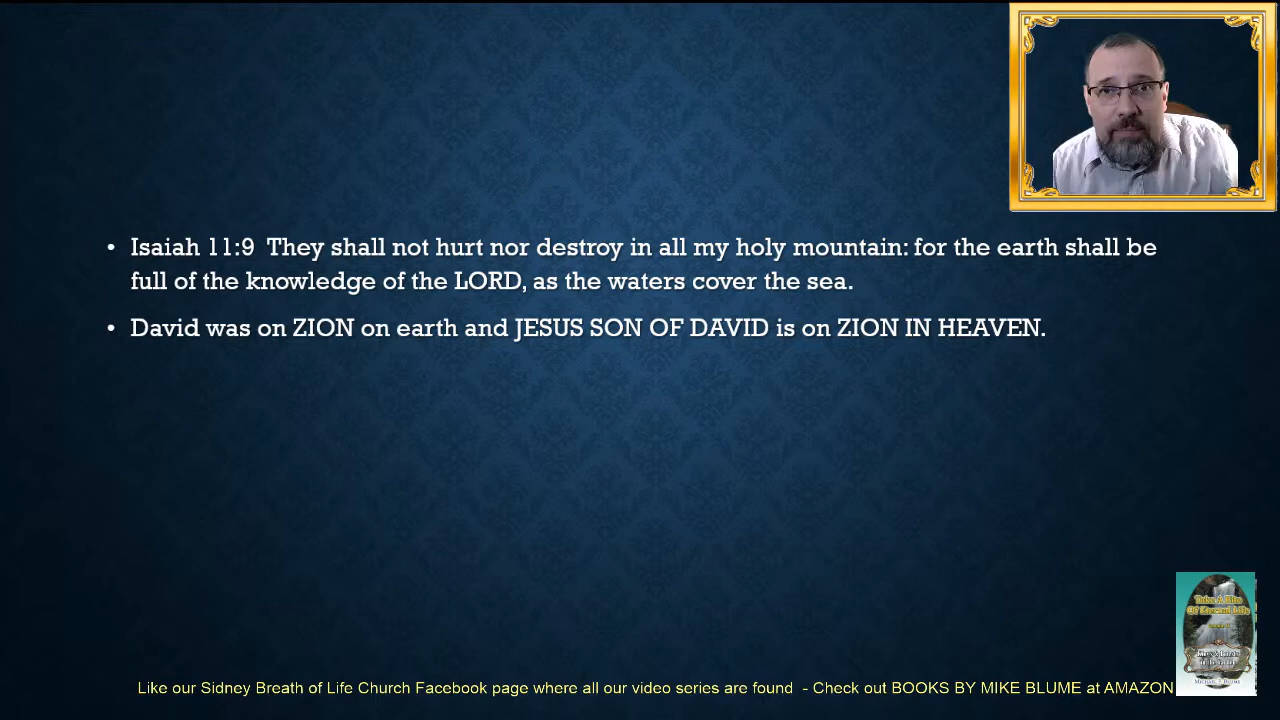 • Isaiah 11:9  They shall not hurt nor destroy in all my holy mountain: for the earth shall be
full of the knowledge of the LORD, as the waters cover the sea.
• David was on ZION on earth and JESUS SON OF DAVID is on ZION IN HEAVEN.
Like our Sidney Breath of Life Church Facebook page where all our video series are found  - Check out BOOKS BY MIKE BLUME at AMAZON